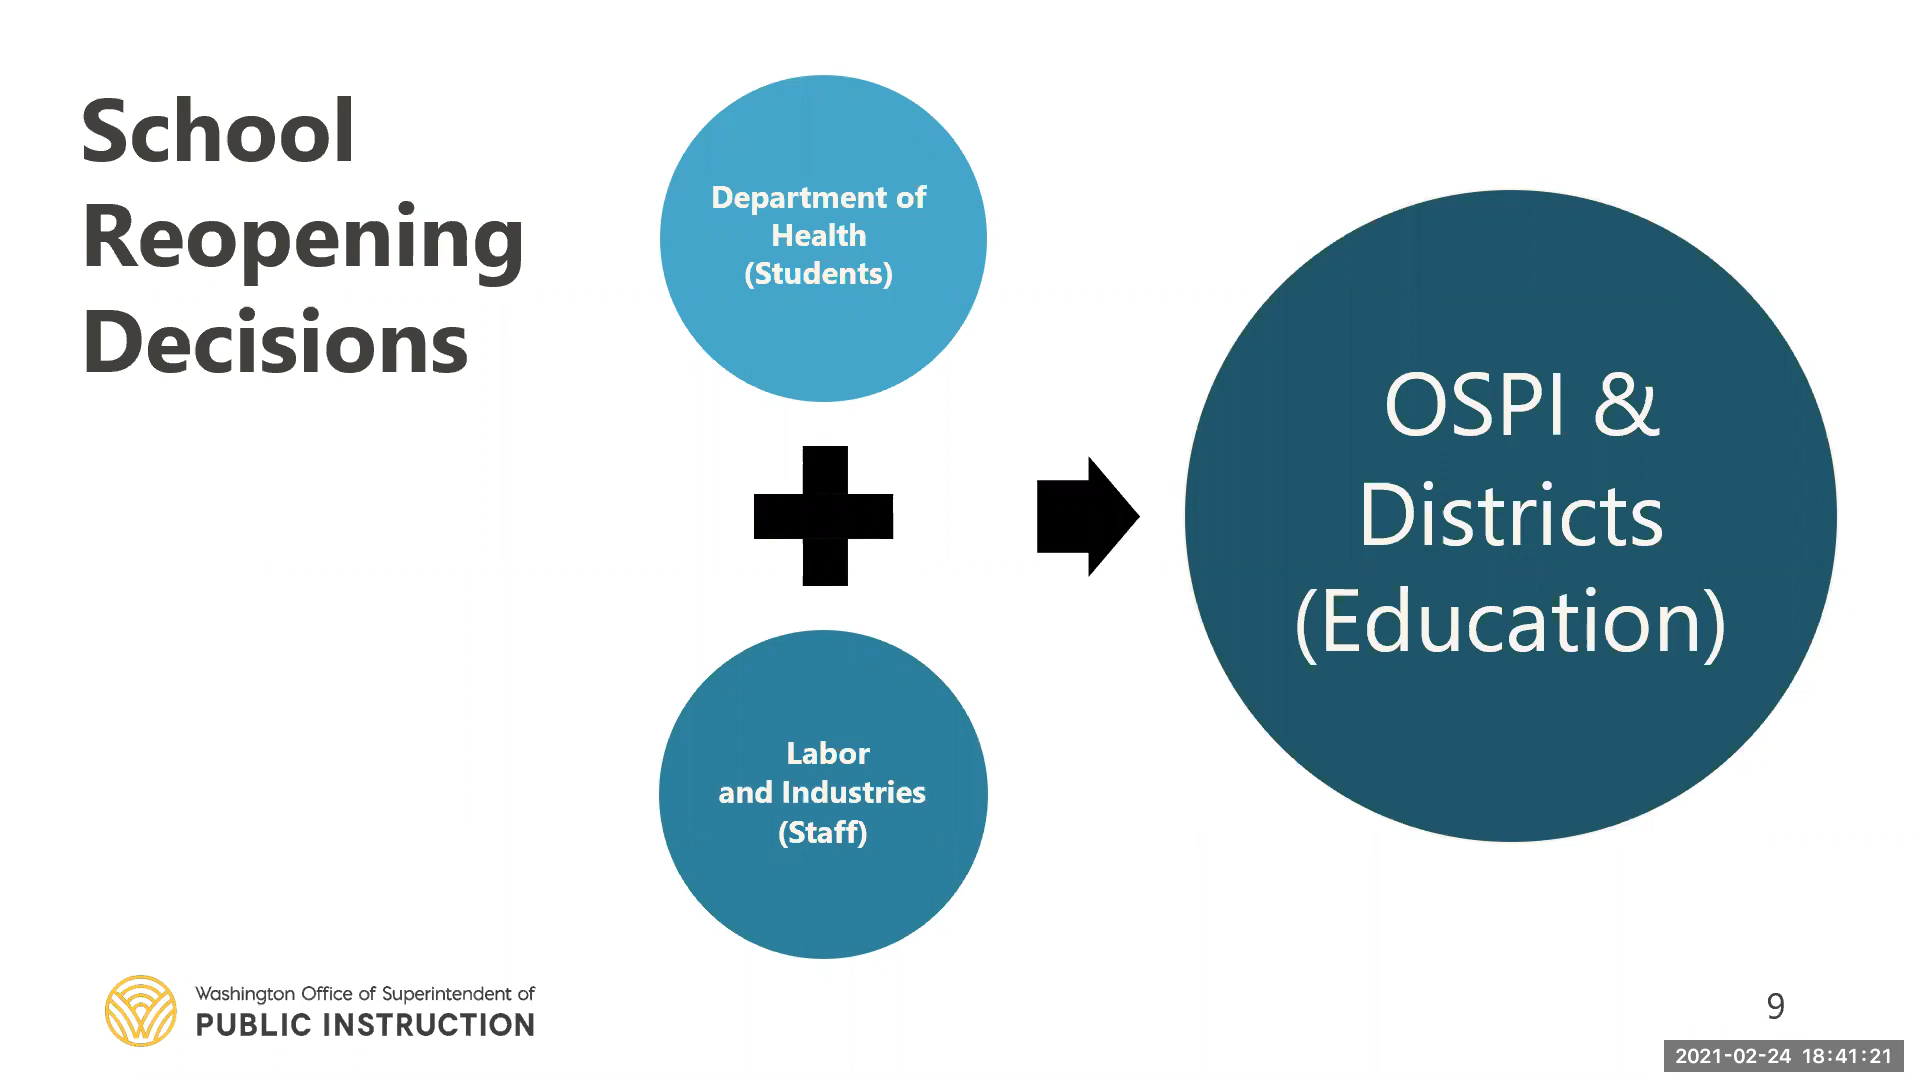 School
Reopening
Decisions
Department of
Health
(Students)
Labor
and Industries
(Staff)
OSPI &
Districts
(Education)
Washington Office of Superintendent of
PUBLIC INSTRUCTION
9
2021-02-24 18:41:21